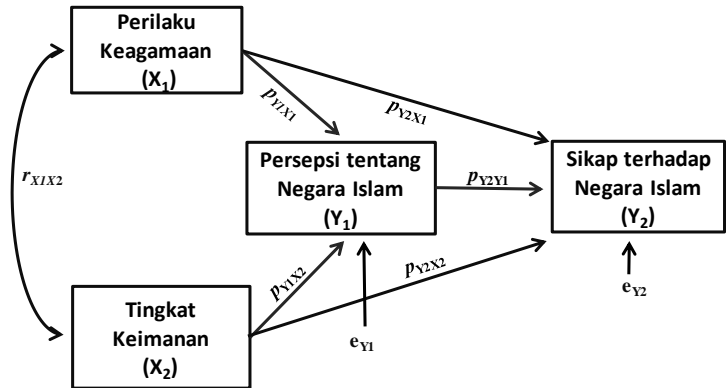 Perilaku
Keagamaan
(X₁)
pY1X1
pY2X1
rX1X2
Persepsi tentang
Negara Islam
(Y₁)
pY2Y1
Sikap terhadap
Negara Islam
(Y₂)
pY1X2
pY2X2
Tingkat
Keimanan
(X₂)
eY1
eY2